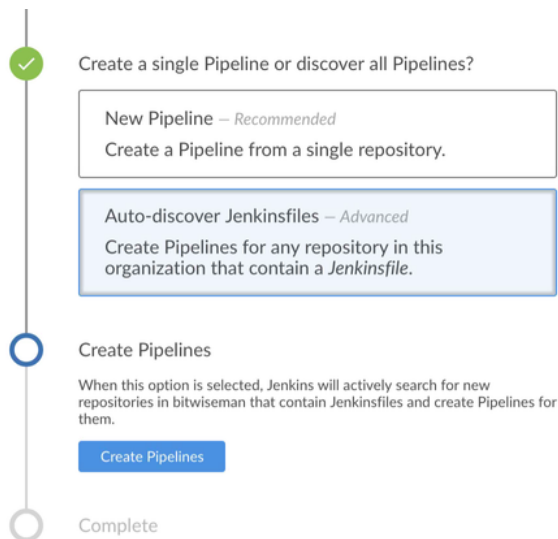 Create a single Pipeline or discover all Pipelines?
New Pipeline – Recommended
Create a Pipeline from a single repository.
Auto-discover Jenkinsfiles – Advanced
Create Pipelines for any repository in this
organization that contain a Jenkinsfile.
Create Pipelines
When this option is selected, Jenkins will actively search for new
repositories in bitwiseman that contain Jenkinsfiles and create Pipelines for
them.
Create Pipelines
Complete